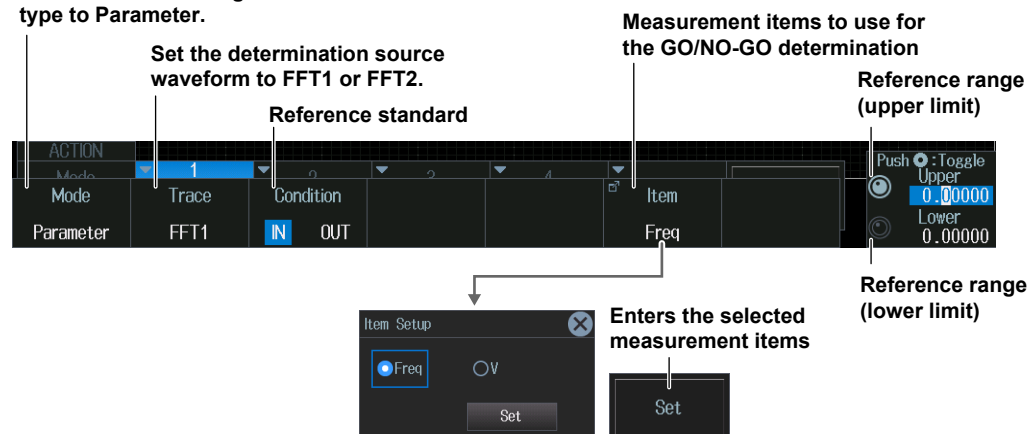 type to Parameter.
Set the determination source
waveform to FFT1 or FFT2.
Reference standard
Measurement items to use for
the GO/NO-GO determination
Reference range
(upper limit)
ACTION
Mode
1
2
3
4
Mode
Trace
Condition
Item
Parameter
FFT1
IN
OUT
Freq
Push :Toggle
Upper
0.00000
Lower
0.00000
Reference range
(lower limit)
Item Setup
Freq
V
Set
Enters the selected
measurement items
Set